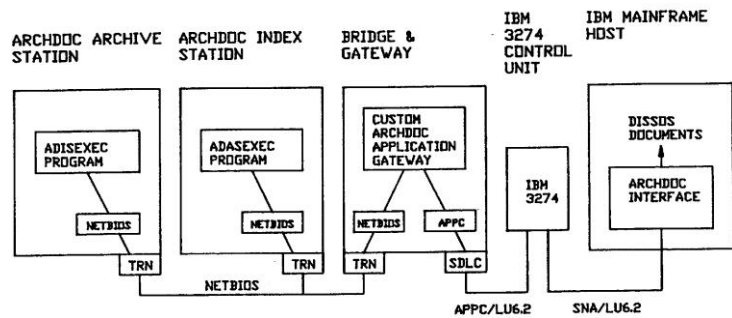 ARCHDOC ARCHIVE
STATION
ARCHDOC INDEX
STATION
BRIDGE &
GATEWAY
IBM
3274
CONTROL
UNIT
IBM MAINFRAME
HOST
ADISEXEC
PROGRAM
ADASEXEC
PROGRAM
CUSTOM
ARCHDOC
APPLICATION
GATEWAY
DISSOS
DOCUMENTS
IBM
3274
ARCHDOC
INTERFACE
NETBIOS
NETBIOS
NETBIOS
APPC
TRN
TRN
TRN
SDLC
NETBIOS
APPC/LU6.2
SNA/LU6.2